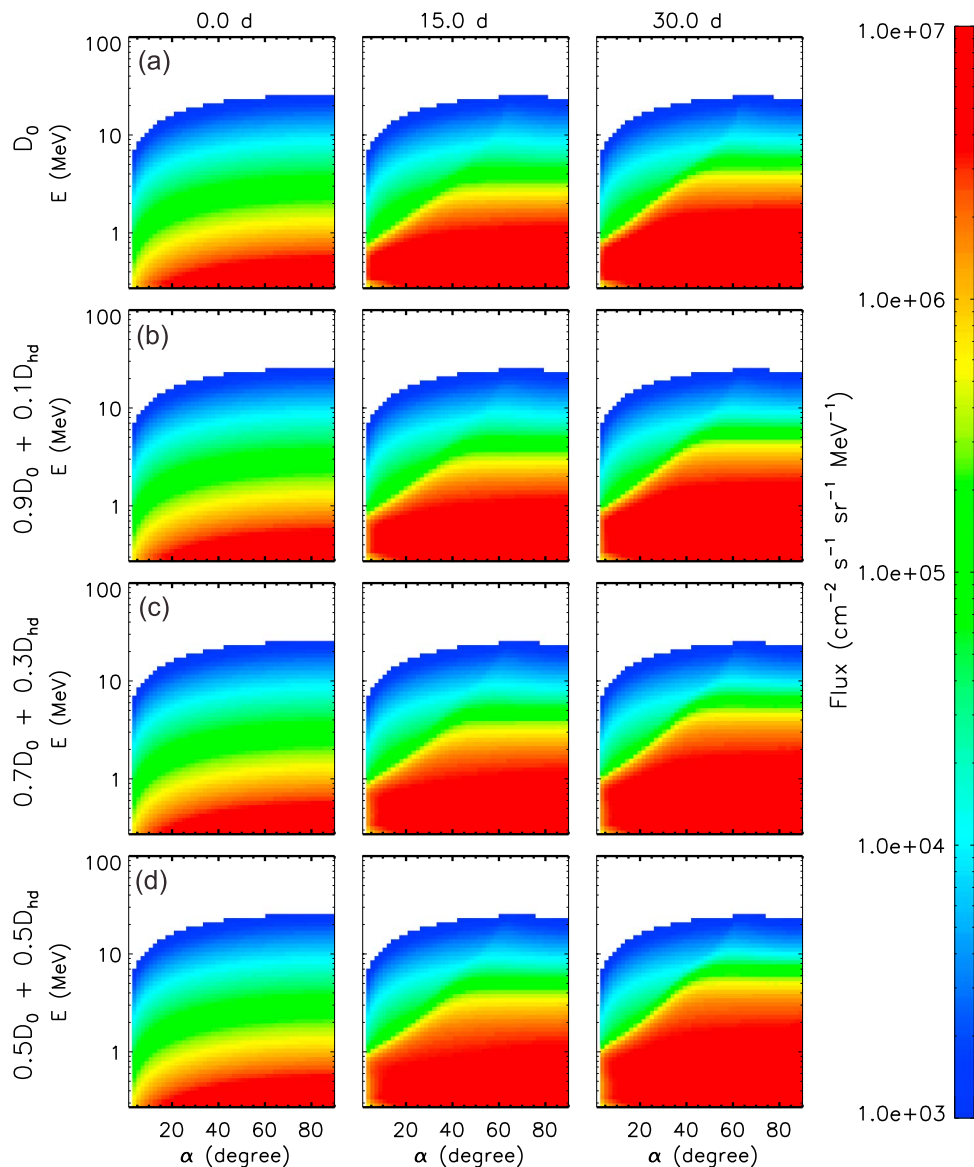 0.0 d 15.0 d 30.0 d
(a)
D₀
E (MeV)
100
10
1
(b)
0.9D₀ + 0.1D_hd
E (MeV)
100
10
1
(c)
0.7D₀ + 0.3D_hd
E (MeV)
100
10
1
(d)
0.5D₀ + 0.5D_hd
E (MeV)
100
10
1
20 40 60 80 20 40 60 80 20 40 60 80
α (degree) α (degree) α (degree)
1.0e+07
1.0e+06
1.0e+05
1.0e+04
1.0e+03
Flux (cm⁻² s⁻¹ sr⁻¹ MeV⁻¹)